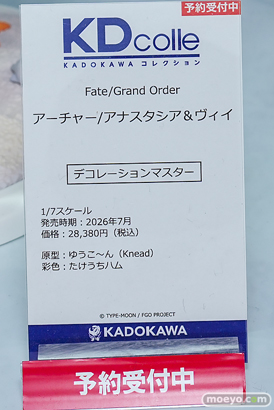 予約受付中
KDcolle
KADOKAWA コレクション
Fate/Grand Order
アーチャー/アナスタシア＆ヴィイ
デコレーションマスター
1/7スケール
発売時期：2026年7月
価格：28,380円（税込）
原型：ゆうこ～ん（Knead）
彩色：たけうちハム
© TYPE-MOON / FGO PROJECT
KADOKAWA
予約受付中
moeyo.com